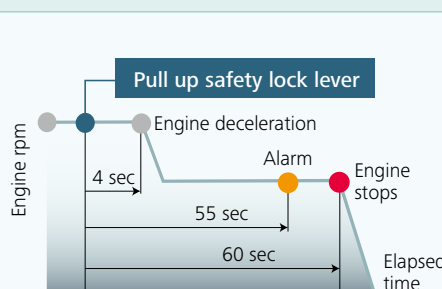 Pull up safety lock lever
Engine rpm
Engine deceleration
4 sec
Alarm
Engine
stops
55 sec
60 sec
Elapsed
time